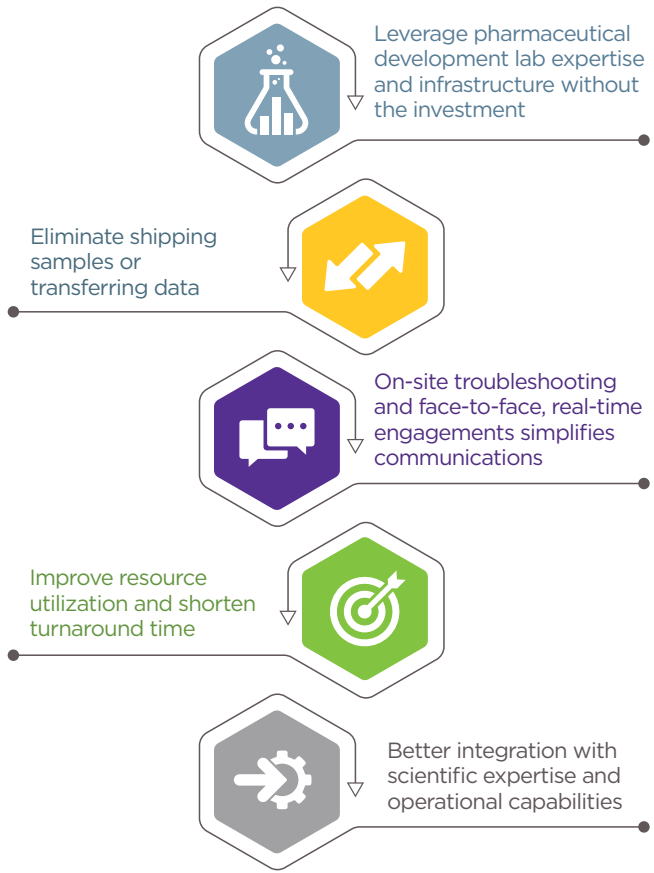 Leverage pharmaceutical
development lab expertise
and infrastructure without
the investment
Eliminate shipping
samples or
transferring data
On-site troubleshooting
and face-to-face, real-time
engagements simplifies
communications
Improve resource
utilization and shorten
turnaround time
Better integration with
scientific expertise and
operational capabilities